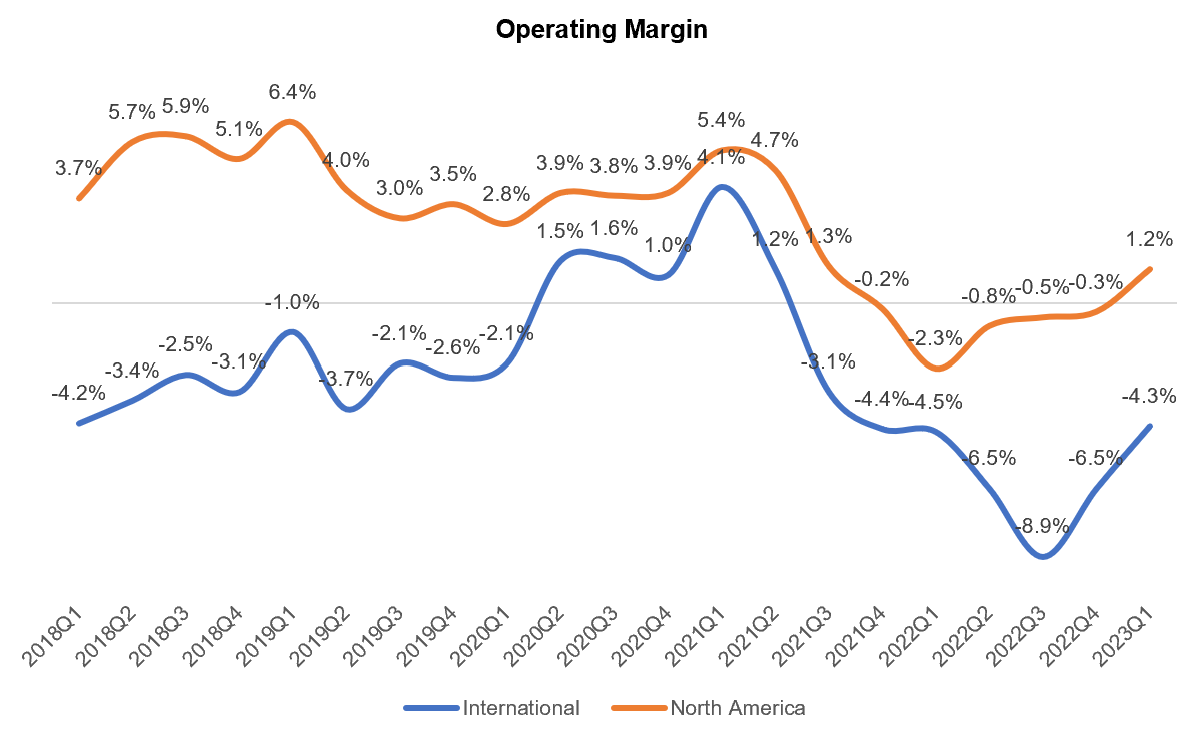 Operating Margin
3.7% 5.7% 5.9% 5.1% 6.4% 4.0% 3.0% 3.5% 2.8% 3.9% 3.8% 3.9% 5.4% 4.7% 1.3% -0.2% -2.3% -0.8% -0.5% -0.3% 1.2%
-4.2% -3.4% -2.5% -3.1% -1.0% -3.7% -2.1% -2.6% -2.1% 1.5% 1.6% 1.0% 4.1% 1.2% -3.1% -4.4% -4.5% -6.5% -8.9% -6.5% -4.3%
2018Q1 2018Q2 2018Q3 2018Q4 2019Q1 2019Q2 2019Q3 2019Q4 2020Q1 2020Q2 2020Q3 2020Q4 2021Q1 2021Q2 2021Q3 2021Q4 2022Q1 2022Q2 2022Q3 2022Q4 2023Q1
International North America